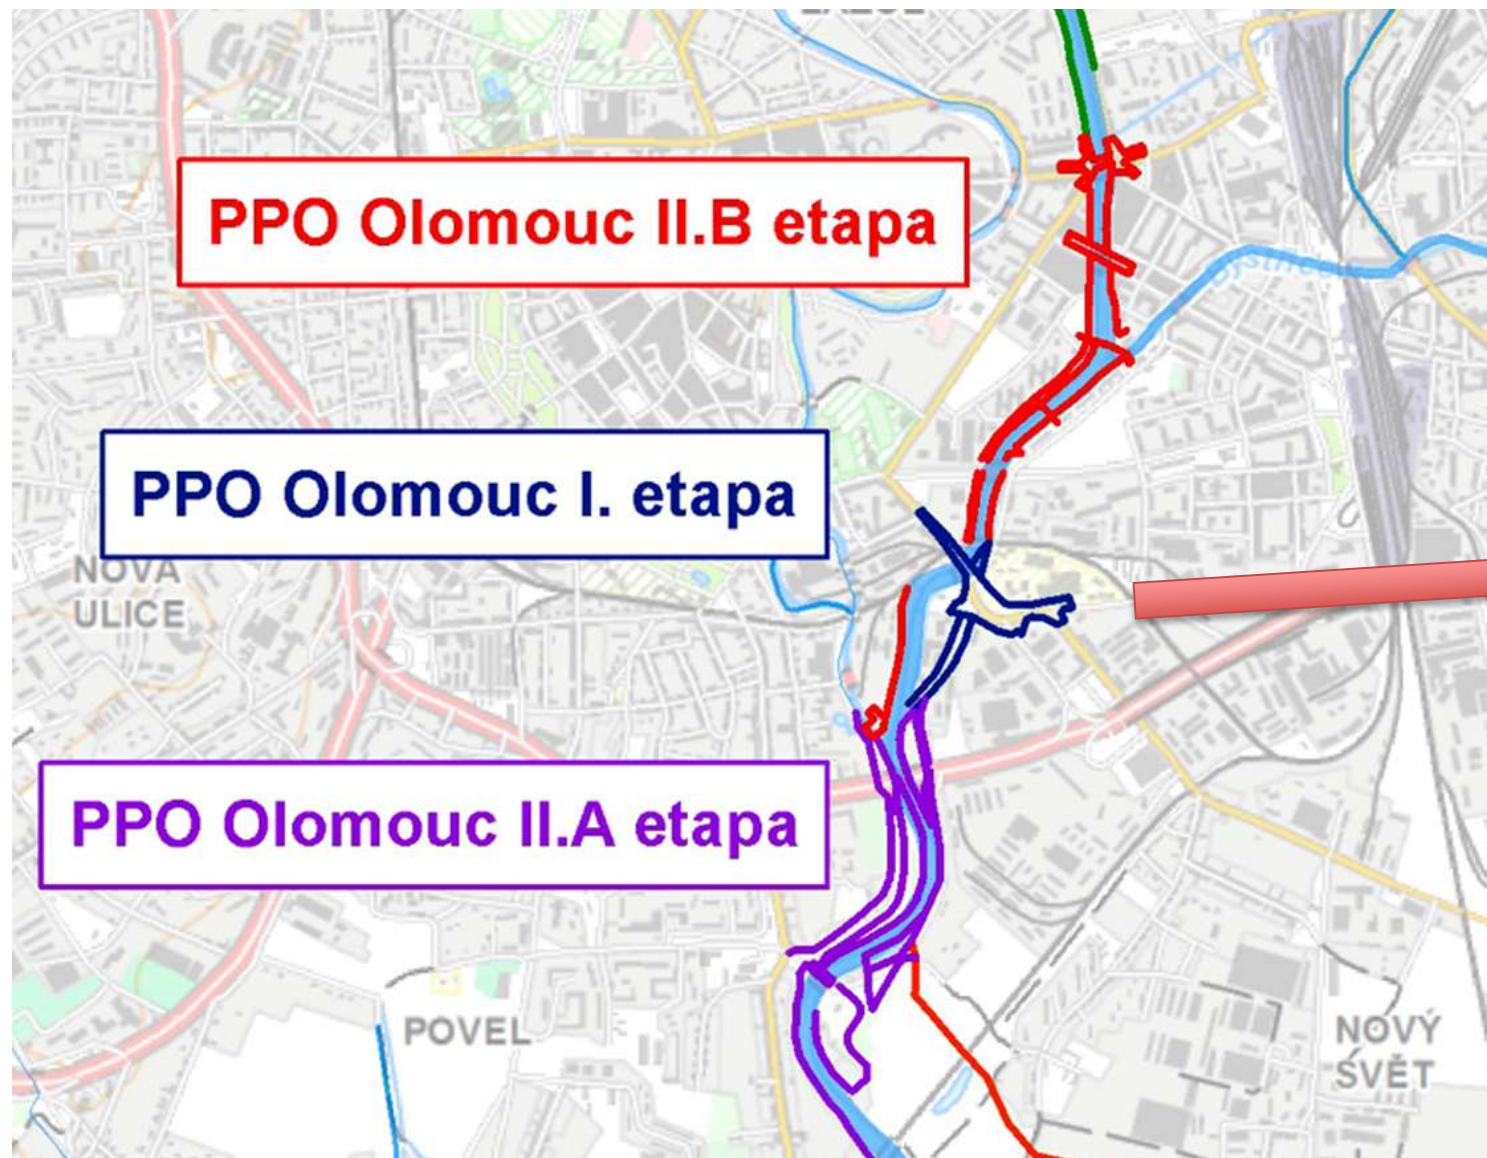 PPO Olomouc II.B etapa
PPO Olomouc I. etapa
NOVÁ
ULICE
PPO Olomouc II.A etapa
POVEL
NOVÝ
SVĚT